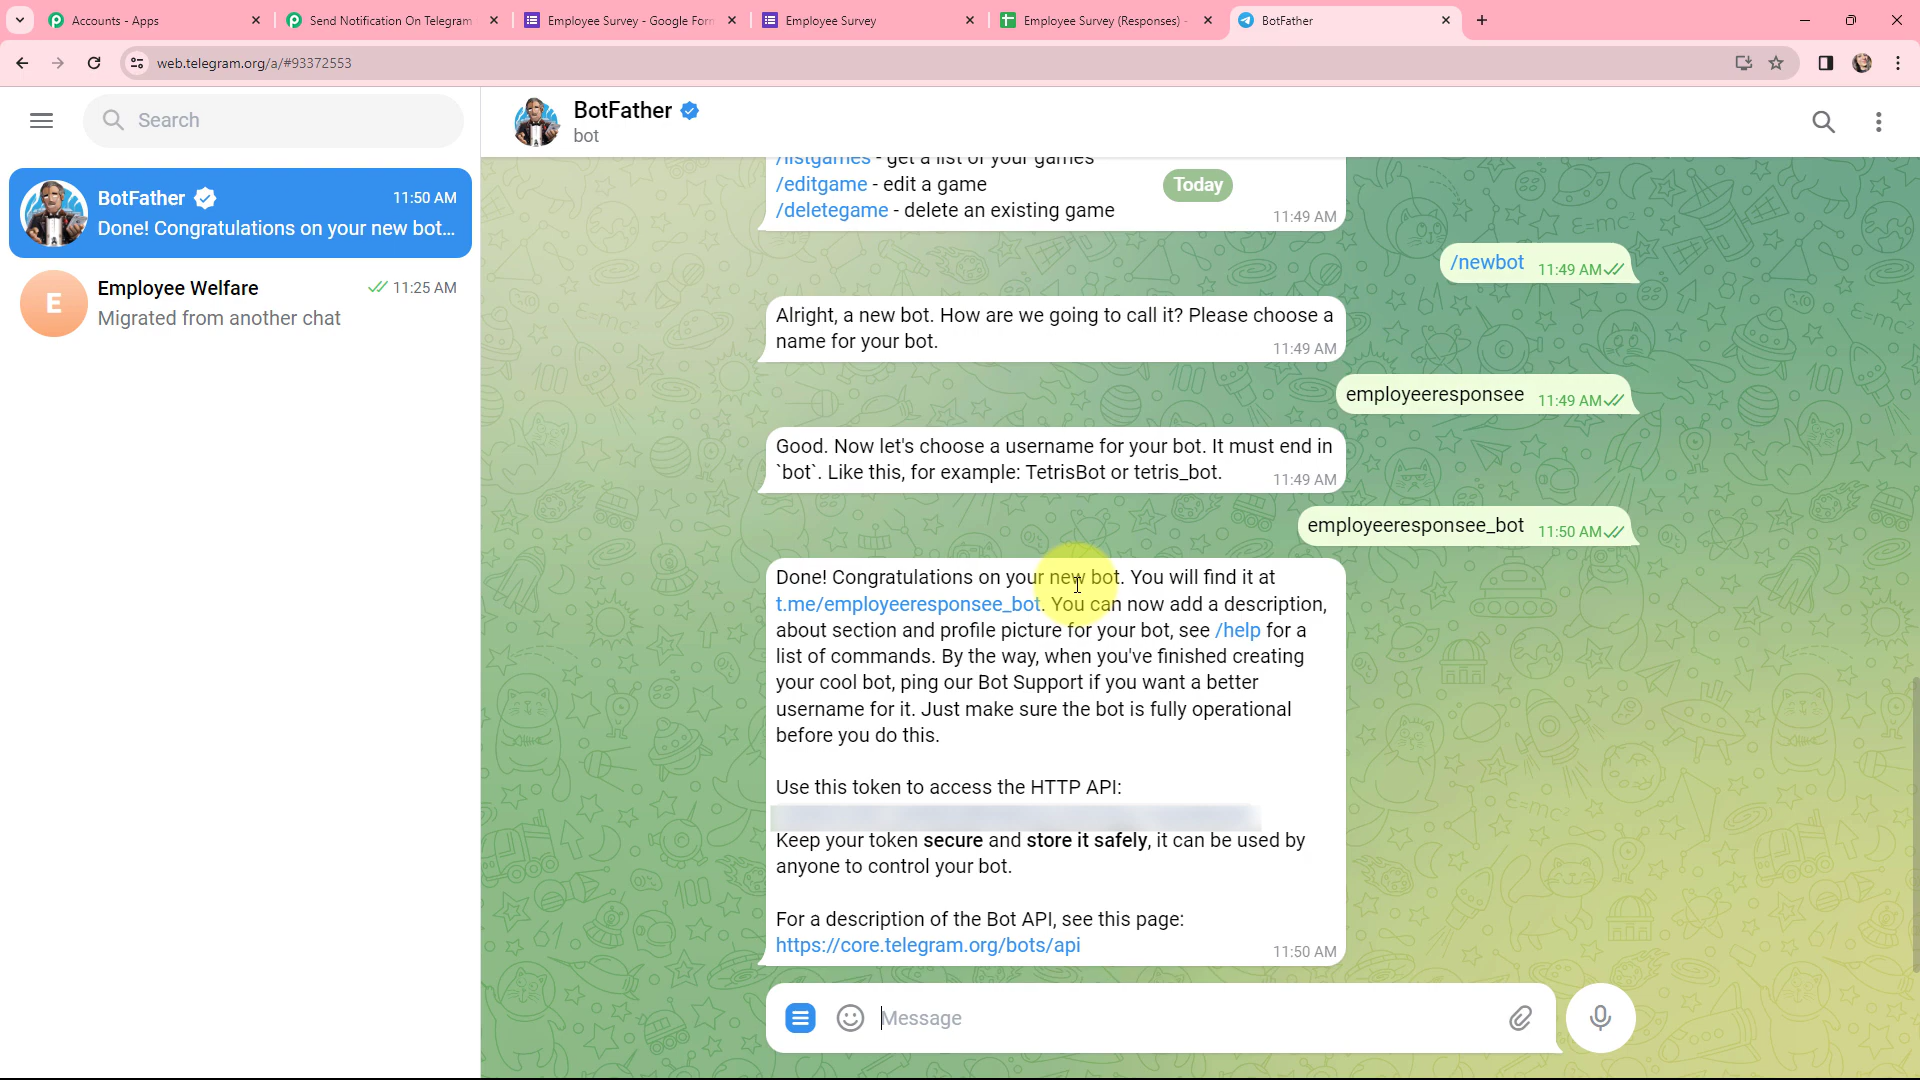 Accounts - Apps
Send Notification On Telegram
Employee Survey - Google Form
Employee Survey
Employee Survey (Responses) -
BotFather
web.telegram.org/a/#93372553
Search
BotFather
bot
BotFather 11:50 AM
Done! Congratulations on your new bot...
E
Employee Welfare 11:25 AM
Migrated from another chat
/listgames - get a list of your games
/editgame - edit a game
/deletegame - delete an existing game
11:49 AM
Today
/newbot 11:49 AM
Alright, a new bot. How are we going to call it? Please choose a
name for your bot. 11:49 AM
employeeresponsee 11:49 AM
Good. Now let's choose a username for your bot. It must end in
`bot`. Like this, for example: TetrisBot or tetris_bot. 11:49 AM
employeeresponsee_bot 11:50 AM
Done! Congratulations on your new bot. You will find it at
t.me/employeeresponsee_bot. You can now add a description,
about section and profile picture for your bot, see /help for a
list of commands. By the way, when you've finished creating
your cool bot, ping our Bot Support if you want a better
username for it. Just make sure the bot is fully operational
before you do this.
Use this token to access the HTTP API:
Keep your token secure and store it safely, it can be used by
anyone to control your bot.
For a description of the Bot API, see this page:
https://core.telegram.org/bots/api 11:50 AM
Message